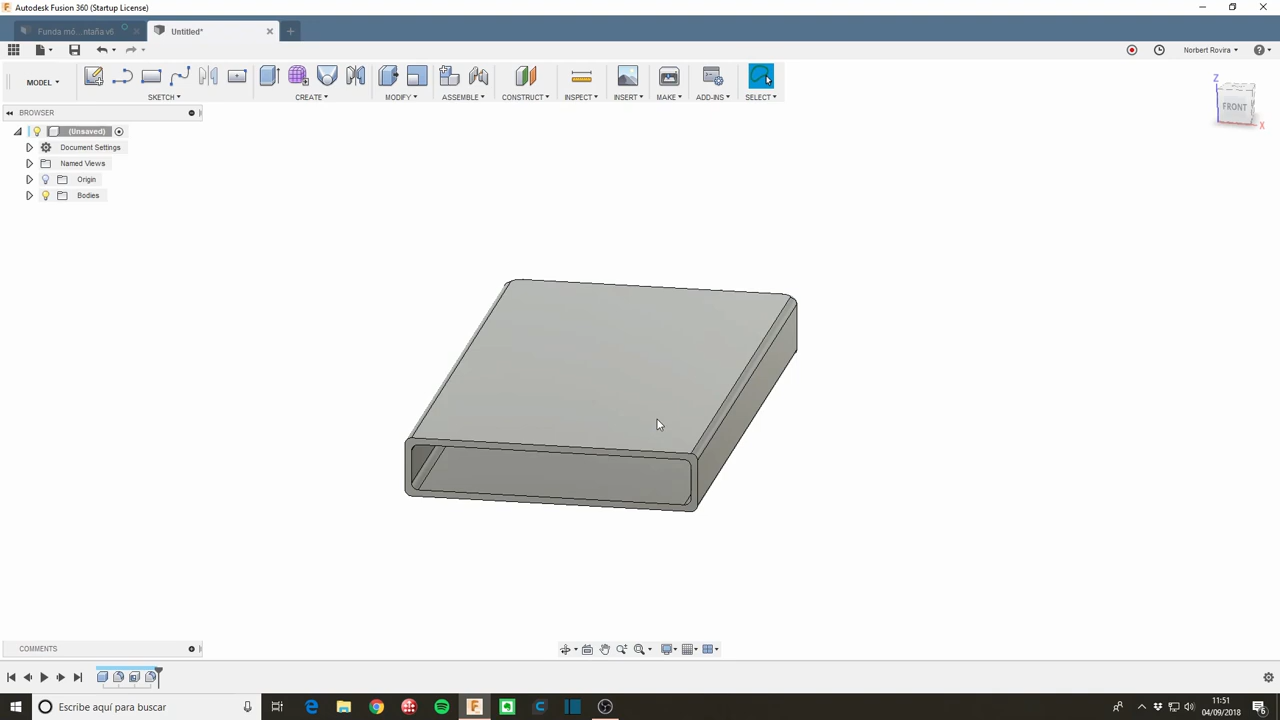 Autodesk Fusion 360 (Startup License)
Funda mó...ntaña v6
Untitled*
Norbert Rovira
MODEL
SKETCH
CREATE
MODIFY
ASSEMBLE
CONSTRUCT
INSPECT
INSERT
MAKE
ADD-INS
SELECT
Z
FRONT
X
BROWSER
(Unsaved)
Document Settings
Named Views
Origin
Bodies
COMMENTS
Escribe aquí para buscar
11:51
04/09/2018
6